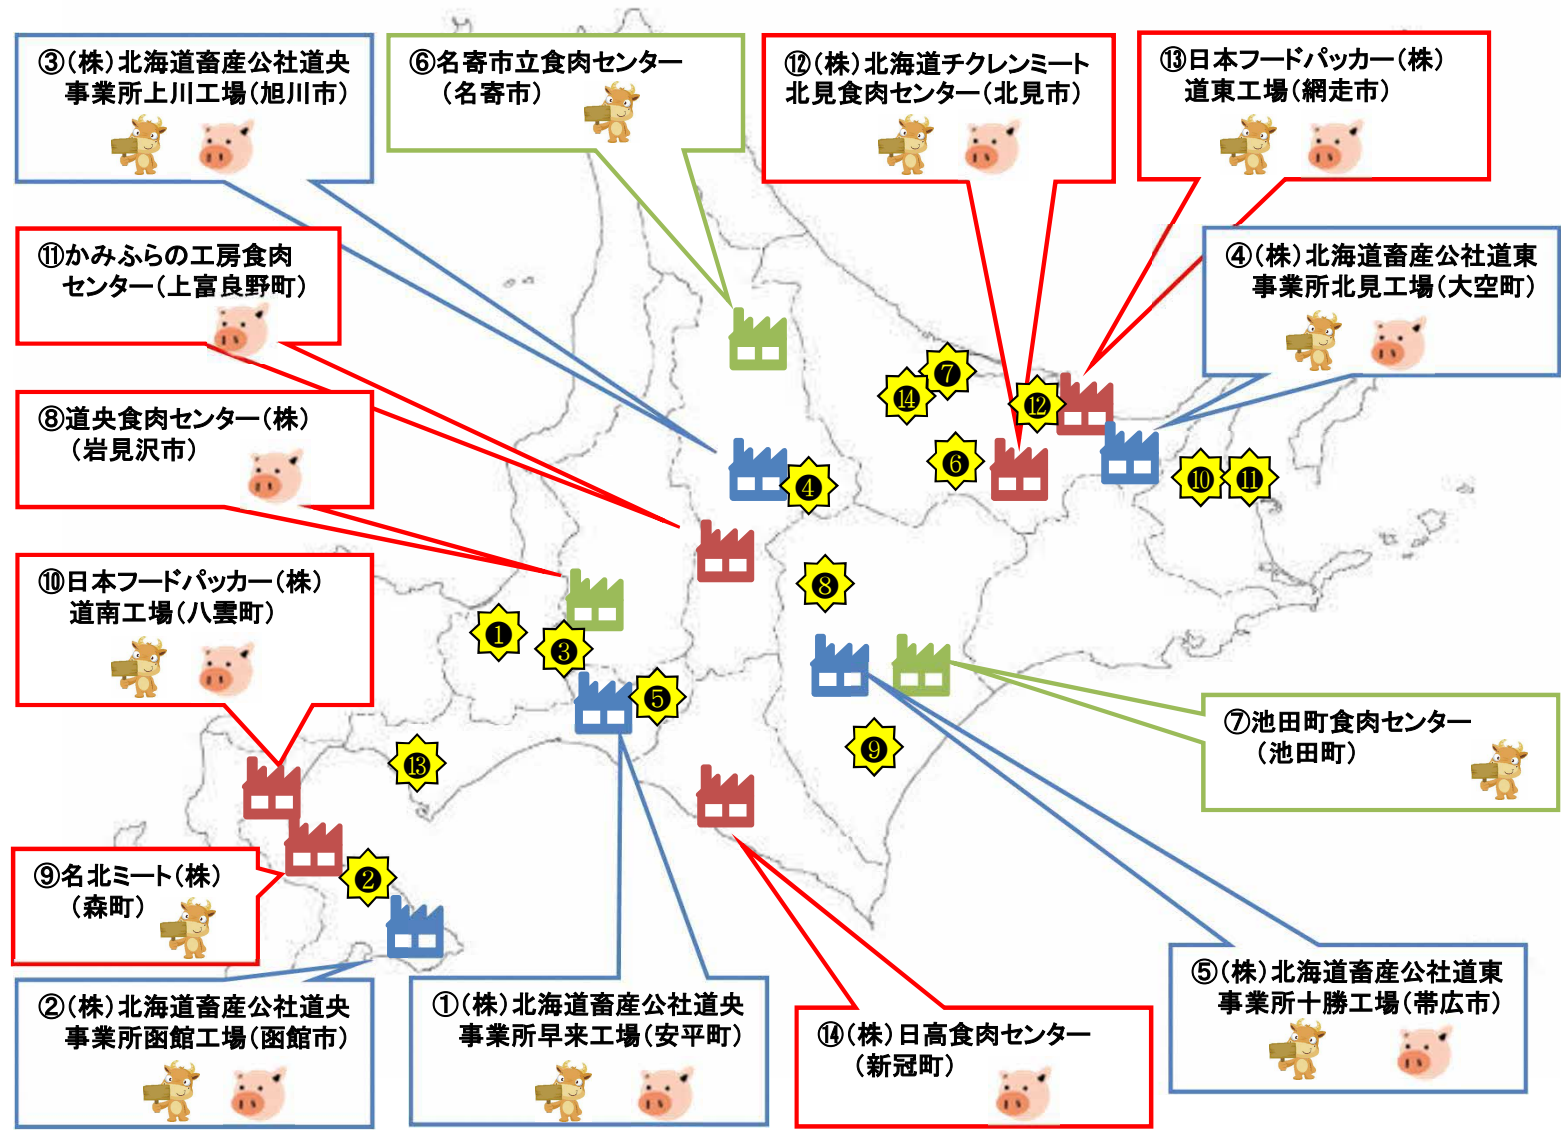 ③(株)北海道畜産公社道央
事業所上川工場(旭川市)
⑥名寄市立食肉センター
(名寄市)
⑫(株)北海道チクレンミート
北見食肉センター(北見市)
⑬日本フードパッカー(株)
道東工場(網走市)
⑪かみふらの工房食肉
センター(上富良野町)
④(株)北海道畜産公社道東
事業所北見工場(大空町)
⑧道央食肉センター(株)
(岩見沢市)
⑩日本フードパッカー(株)
道南工場(八雲町)
❼
⓮
⓬
❻
❹
❿
⓫
❽
❶
❸
❺
❾
⓭
❷
⑦池田町食肉センター
(池田町)
⑨名北ミート(株)
(森町)
②(株)北海道畜産公社道央
事業所函館工場(函館市)
①(株)北海道畜産公社道央
事業所早来工場(安平町)
⑭(株)日高食肉センター
(新冠町)
⑤(株)北海道畜産公社道東
事業所十勝工場(帯広市)